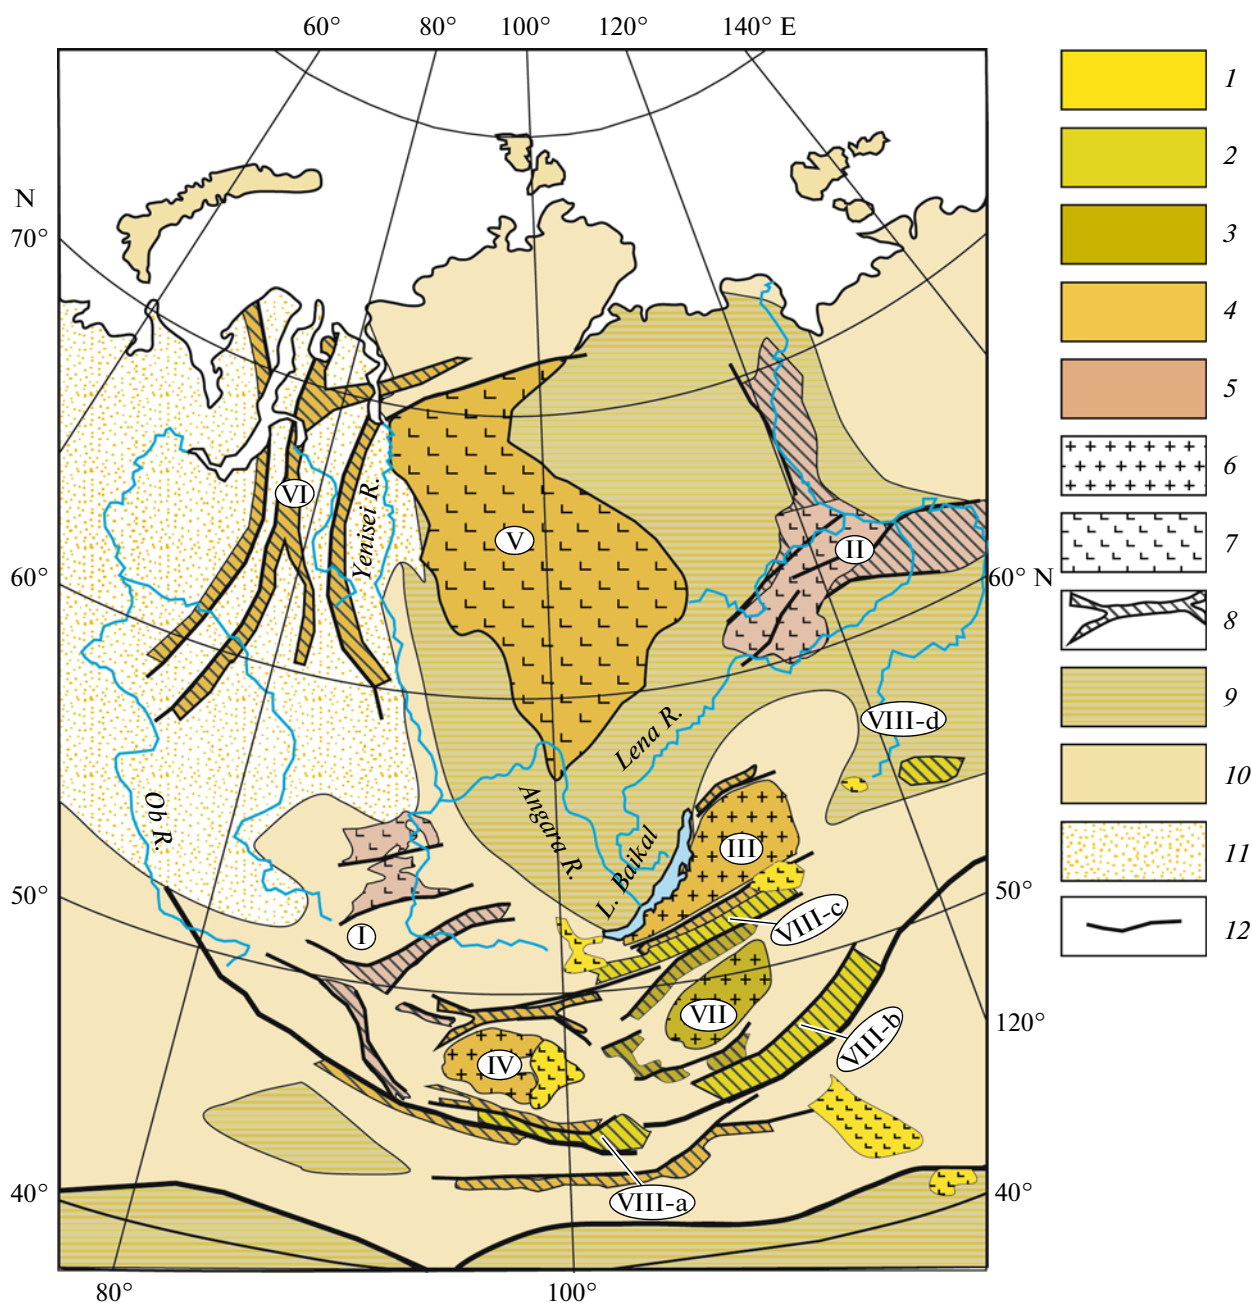 60° 80° 100° 120° 140° E
N
70°
60°
50°
40°
60° N
50°
120°
40°
80° 100°
VI
Yenisei R.
V
II
VIII-d
Lena R.
Ob R.
Angara R.
L. Baikal
III
VIII-c
I
VII
VIII-b
IV
VIII-a
1
2
3
4
5
6
7
8
9
10
11
12